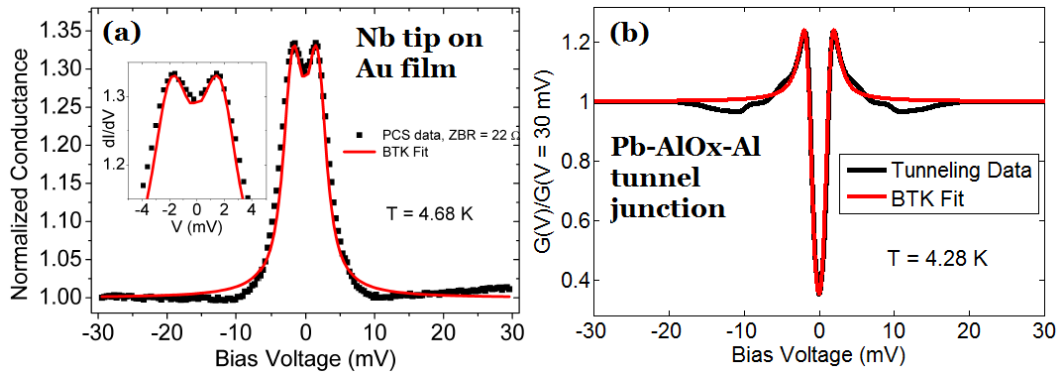 (a)
Nb tip on
Au film
PCS data, ZBR = 22 Ω
BTK Fit
T = 4.68 K
Normalized Conductance
1.35
1.30
1.25
1.20
1.15
1.10
1.05
1.00
-30 -20 -10 0 10 20 30
Bias Voltage (mV)
dI/dV
1.3
1.2
-4 -2 0 2 4
V (mV)
(b)
Pb-AlOx-Al
tunnel
junction
Tunneling Data
BTK Fit
T = 4.28 K
G(V)/G(V = 30 mV)
1.2
1
0.8
0.6
0.4
-30 -20 -10 0 10 20 30
Bias Voltage (mV)